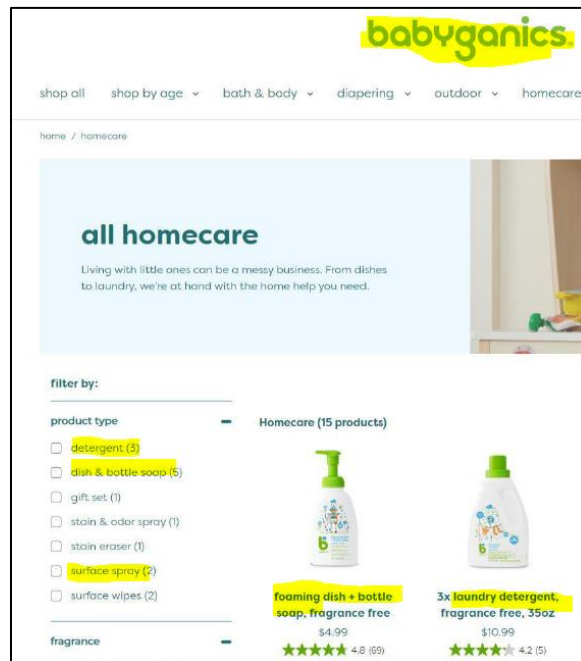 babyganics®
shop all shop by age bath & body diapering outdoor homecare
home / homecare
all homecare
Living with little ones can be a messy business. From dishes
to laundry, we're at hand with the home help you need.
filter by:
product type
Homecare (15 products)
detergent (3)
dish & bottle soap (5)
gift set (1)
stain & odor spray (1)
stain eraser (1)
surface spray (2)
surface wipes (2)
foaming dish + bottle
soap, fragrance free
$4.99
4.8 (69)
3x laundry detergent,
fragrance free, 35oz
$10.99
4.2 (5)
fragrance